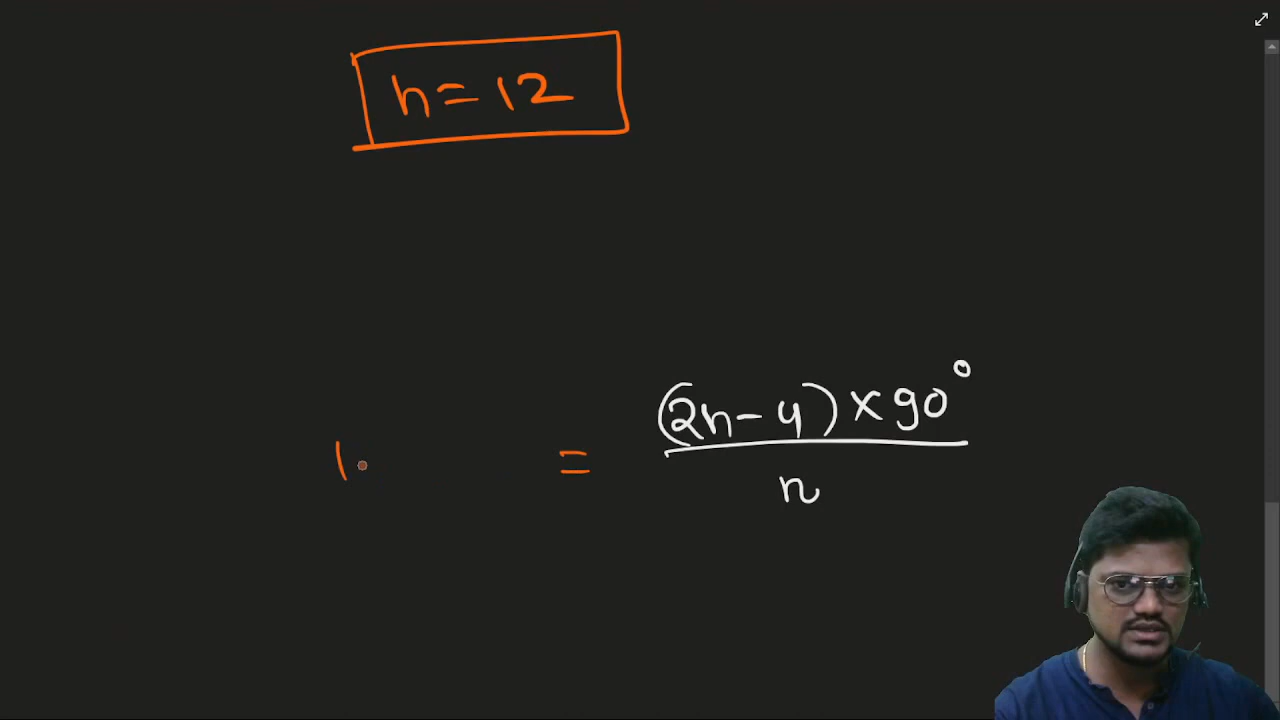 n=12
(2n-4)×90°
1 =
n